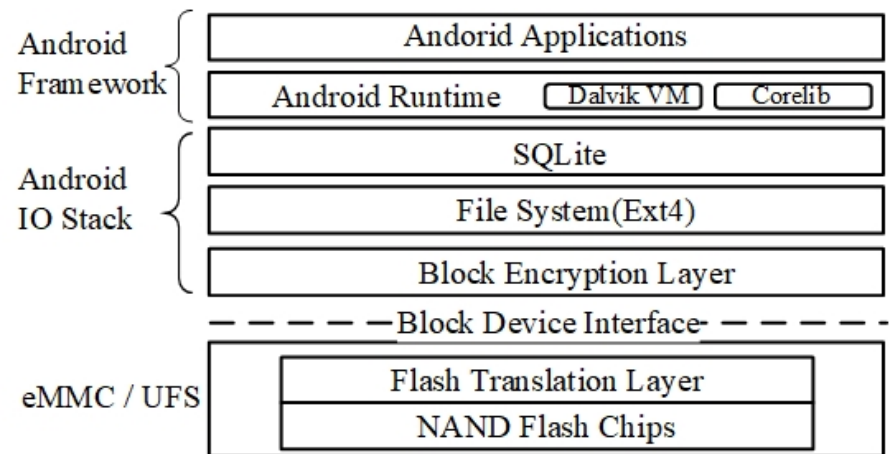 Android
Framework
Andorid Applications
Android Runtime
Dalvik VM
Corelib
Android
IO Stack
SQLite
File System(Ext4)
Block Encryption Layer
Block Device Interface
eMMC / UFS
Flash Translation Layer
NAND Flash Chips